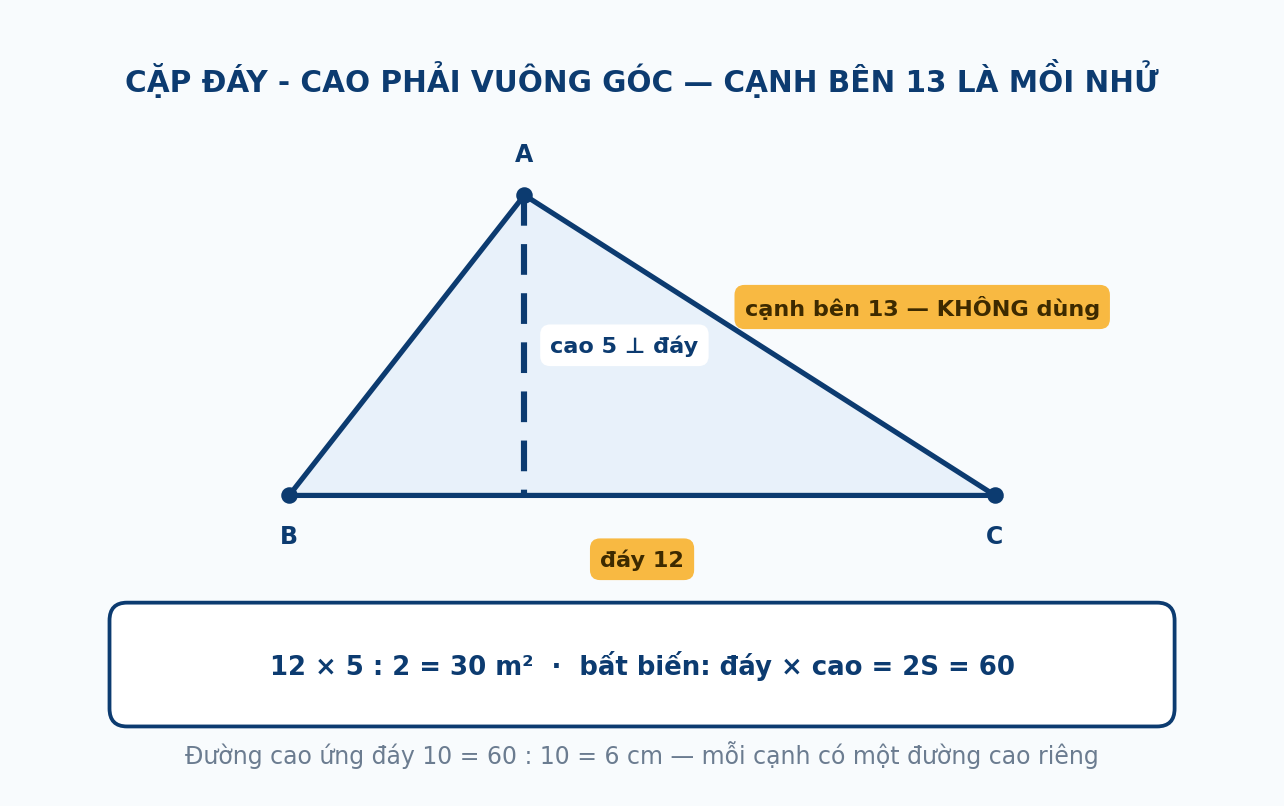 CẶP ĐÁY - CAO PHẢI VUÔNG GÓC — CẠNH BÊN 13 LÀ MỒI NHỬ
A
cạnh bên 13 — KHÔNG dùng
cao 5 ⊥ đáy
B
C
đáy 12
12 × 5 : 2 = 30 m² · bất biến: đáy × cao = 2S = 60
Đường cao ứng đáy 10 = 60 : 10 = 6 cm — mỗi cạnh có một đường cao riêng